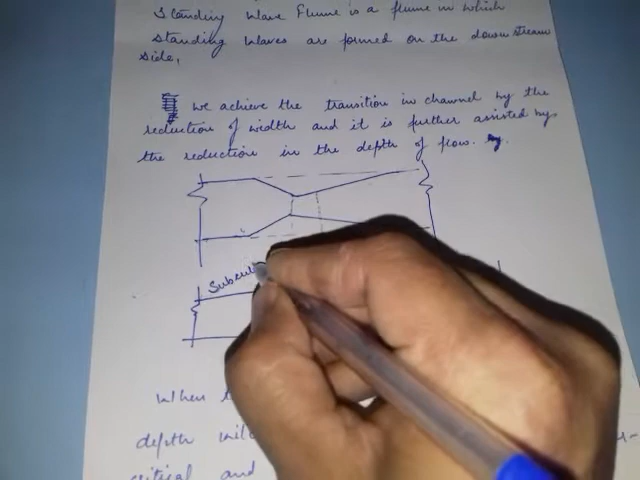 Standing Wave Flume is a flume in which
standing waves are formed on the down stream
side,
we achieve the transition in channel by the
reduction of width and it is further assisted by
the reduction in the depth of flow.
Subcri
When
depth will
critical and